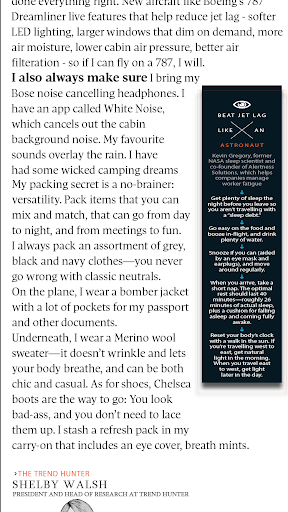 done everything right. New aircraft like Boeing's 787
Dreamliner live features that help reduce jet lag - softer
LED lighting, larger windows that dim on demand, more
air moisture, lower cabin air pressure, better air
filteration - so if I can fly on a 787, I will.
I also always make sure I bring my
Bose noise cancelling headphones. I
have an app called White Noise,
which cancels out the cabin
background noise. My favourite
sounds overlay the rain. I have
had some wicked camping dreams
My packing secret is a no-brainer:
versatility. Pack items that you can
mix and match, that can go from day
to night, and from meetings to fun.
I always pack an assortment of grey,
black and navy clothes—you never
go wrong with classic neutrals.
On the plane, I wear a bomber jacket
with a lot of pockets for my passport
and other documents.
Underneath, I wear a Merino wool
sweater—it doesn't wrinkle and lets
your body breathe, and can be both
chic and casual. As for shoes, Chelsea
boots are the way to go: You look
bad-ass, and you don't need to lace
them up. I stash a refresh pack in my
carry-on that includes an eye cover, breath mints.
BEAT JET LAG
LIKE AN
ASTRONAUT
Kevin Gregory, former
NASA sleep scientist and
co-founder of Alertness
Solutions, which helps
companies manage
worker fatigue
Get plenty of sleep the
night before you leave so
you aren't travelling with
a "sleep debt."
Go easy on the food and
booze in-flight, and drink
plenty of water.
Snooze if you can (aided
by an eye mask and
earplugs), and move
around regularly.
When you arrive, take a
short nap. The optimal
rest should last 40
minutes—roughly 26
minutes of actual sleep,
plus a cushion for falling
asleep and coming fully
awake.
Reset your body's clock
with a walk in the sun. If
you're travelling west to
east, get natural
light in the morning.
When you travel east
to west, get light
later in the day.
>THE TREND HUNTER
SHELBY WALSH
PRESIDENT AND HEAD OF RESEARCH AT TREND HUNTER